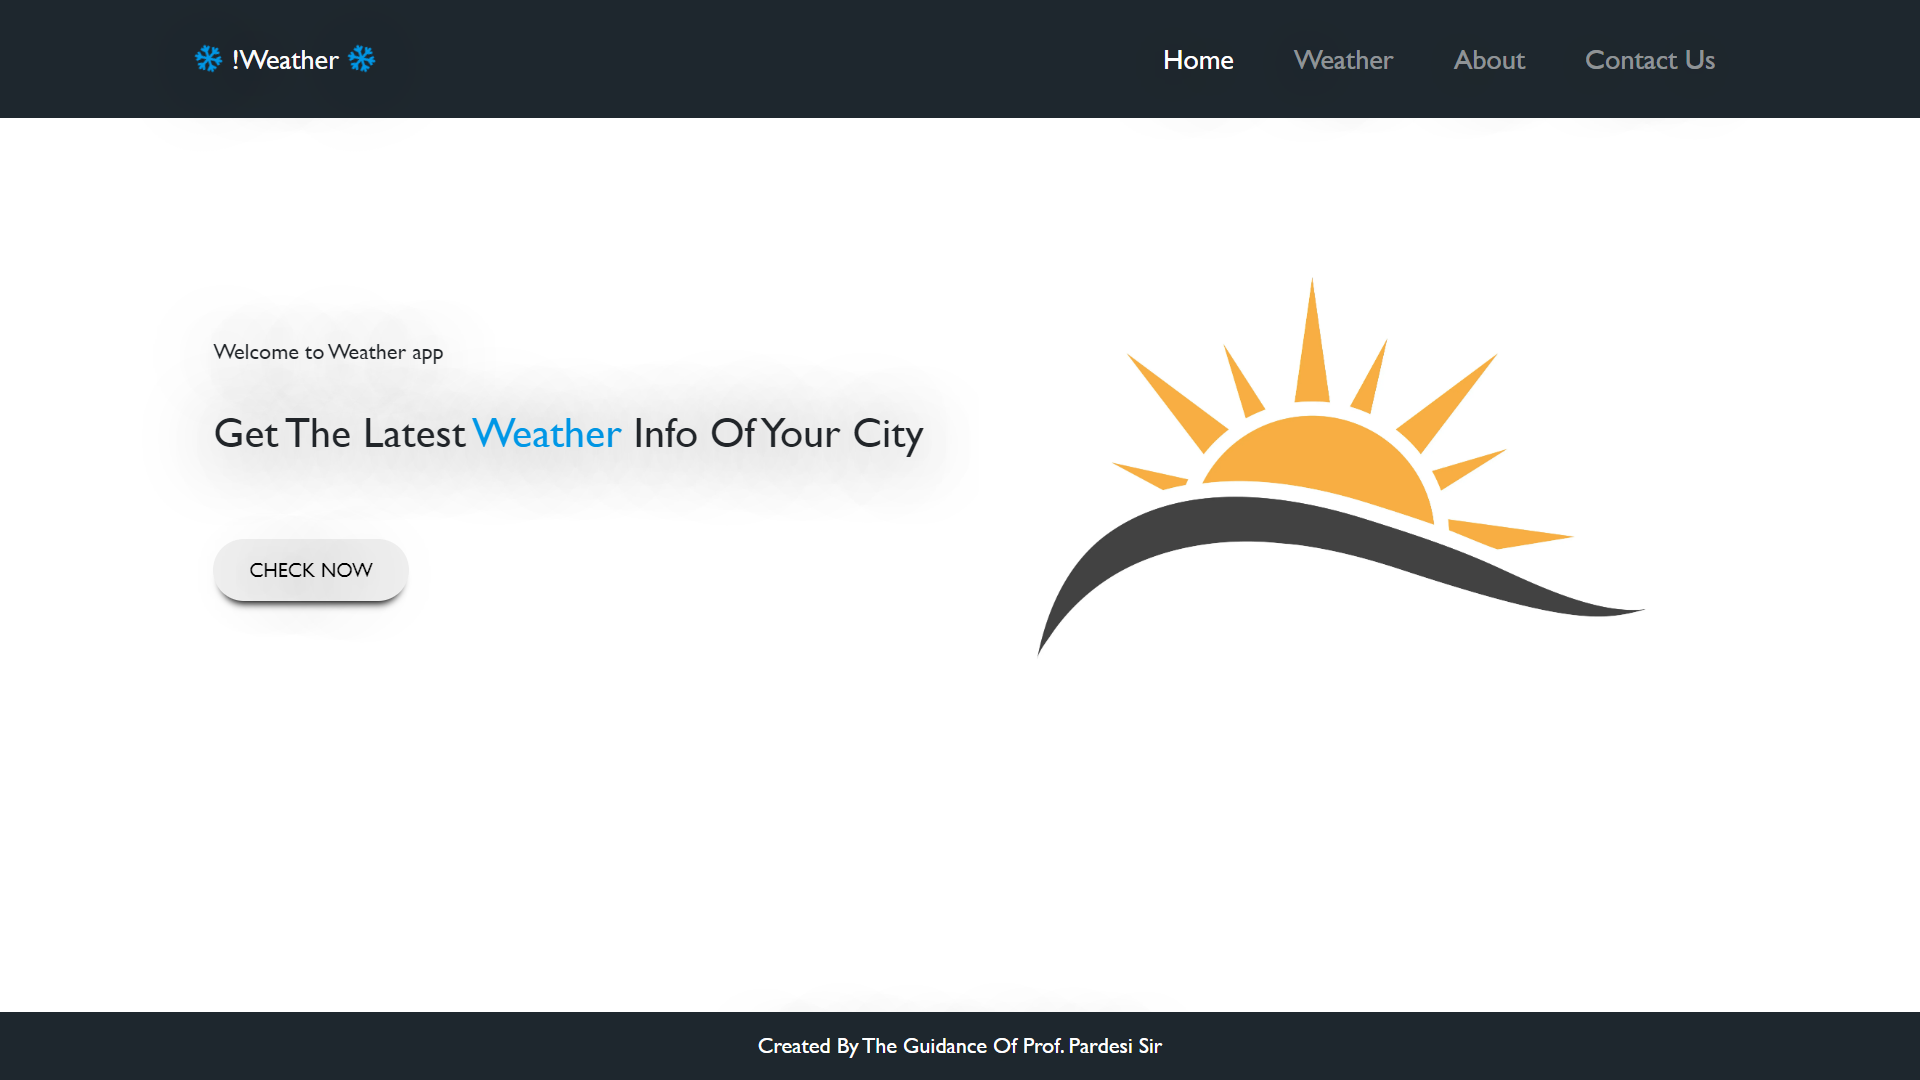 ❄ !Weather ❄
Home Weather About Contact Us
Welcome to Weather app
Get The Latest Weather Info Of Your City
CHECK NOW
Created By The Guidance Of Prof. Pardesi Sir